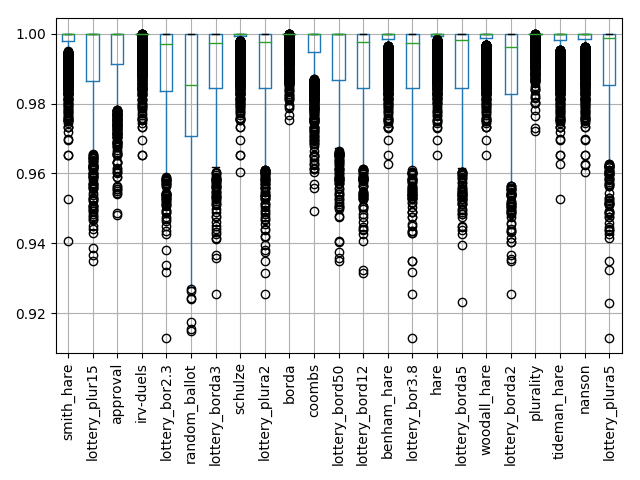 1.00
0.98
0.96
0.94
0.92
smith_hare
lottery_plur15
approval
irv-duels
lottery_bor2.3
random_ballot
lottery_borda3
schulze
lottery_plura2
borda
coombs
lottery_bord50
lottery_bord12
benham_hare
lottery_bor3.8
hare
lottery_borda5
woodall_hare
lottery_borda2
plurality
tideman_hare
nanson
lottery_plura5